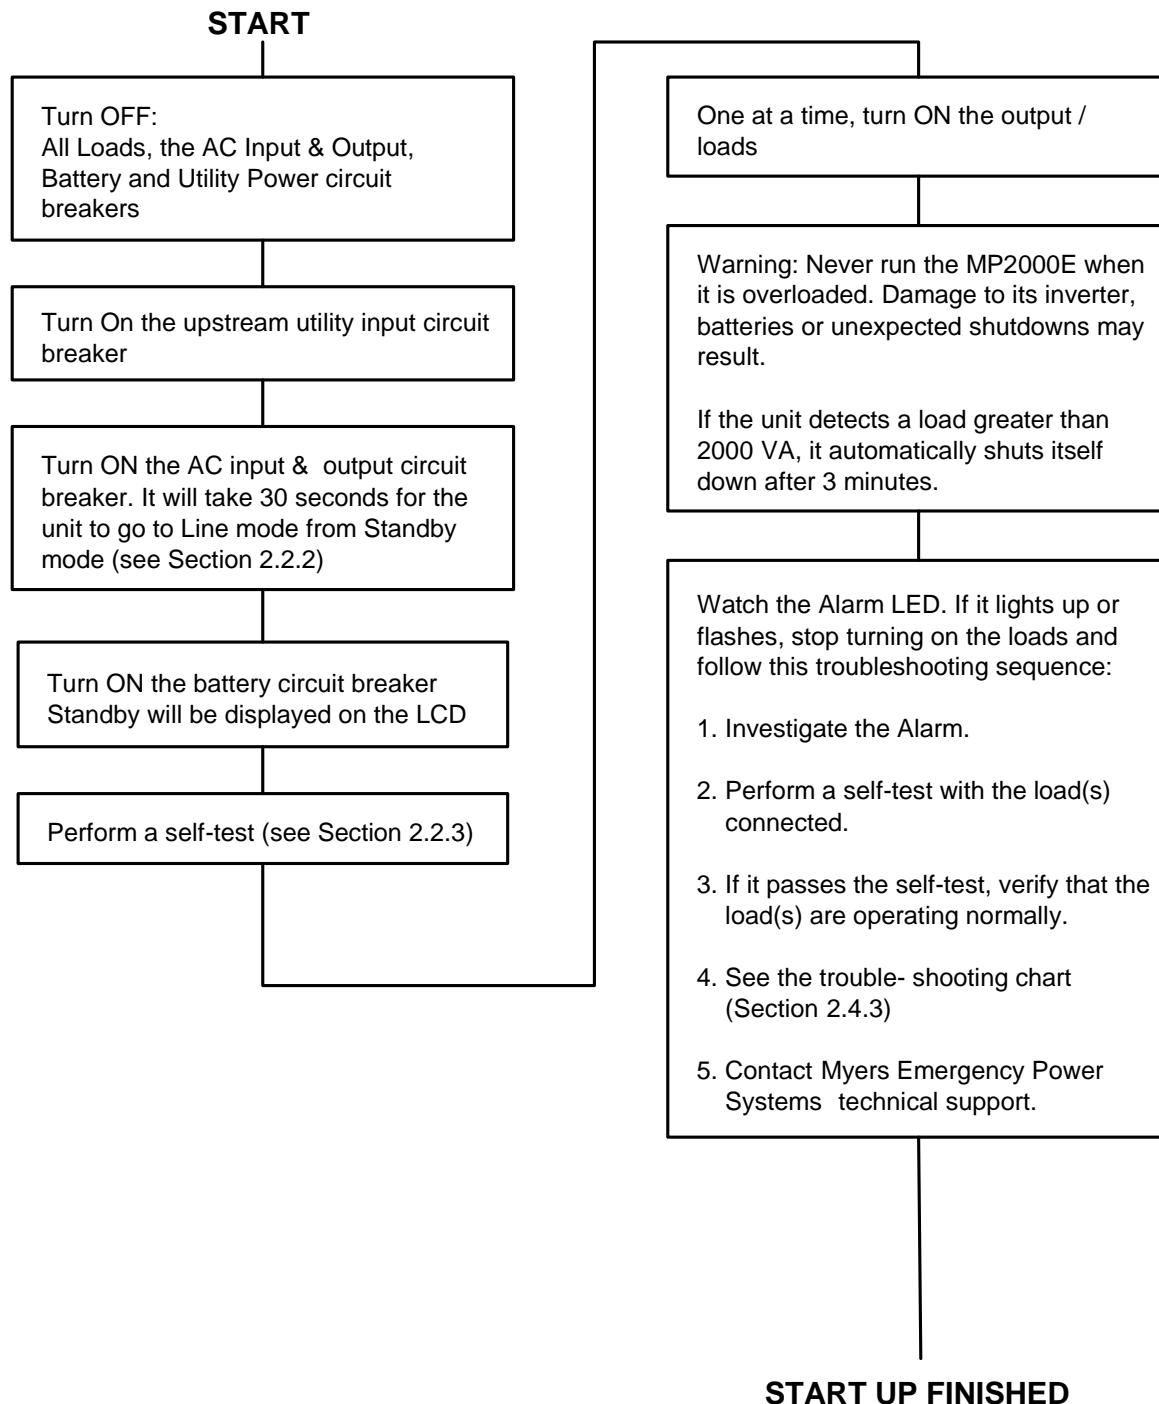 START
Turn OFF:
All Loads, the AC Input & Output,
Battery and Utility Power circuit
breakers
Turn On the upstream utility input circuit
breaker
Turn ON the AC input & output circuit
breaker. It will take 30 seconds for the
unit to go to Line mode from Standby
mode (see Section 2.2.2)
Turn ON the battery circuit breaker
Standby will be displayed on the LCD
Perform a self-test (see Section 2.2.3)
One at a time, turn ON the output /
loads
Warning: Never run the MP2000E when
it is overloaded. Damage to its inverter,
batteries or unexpected shutdowns may
result.
If the unit detects a load greater than
2000 VA, it automatically shuts itself
down after 3 minutes.
Watch the Alarm LED. If it lights up or
flashes, stop turning on the loads and
follow this troubleshooting sequence:
1. Investigate the Alarm.
2. Perform a self-test with the load(s)
connected.
3. If it passes the self-test, verify that the
load(s) are operating normally.
4. See the trouble- shooting chart
(Section 2.4.3)
5. Contact Myers Emergency Power
Systems technical support.
START UP FINISHED